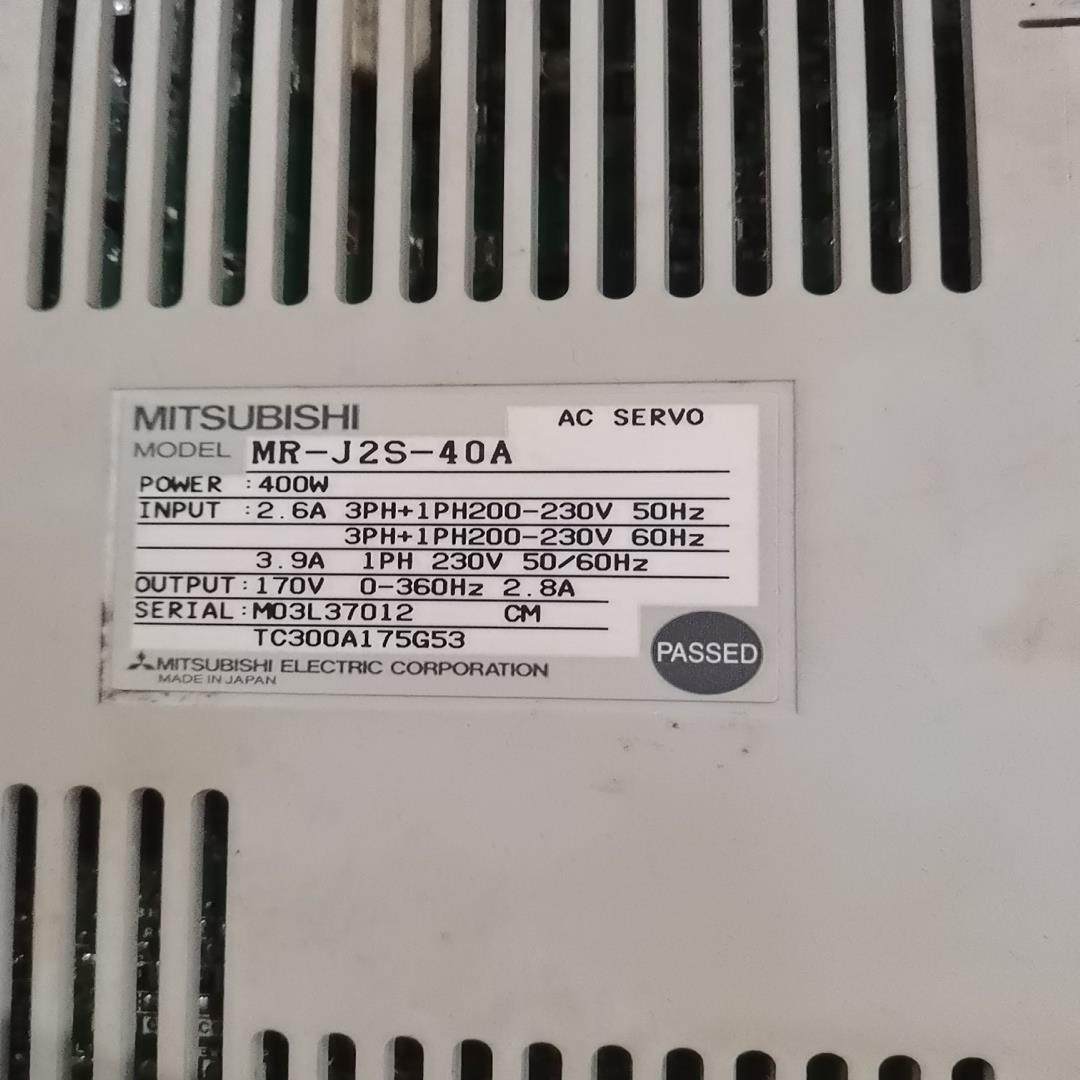 MITSUBISHI AC SERVO
MODEL MR-J2S-40A
POWER :400W
INPUT :2.6A 3PH+1PH200-230V 50Hz
3PH+1PH200-230V 60Hz
3.9A 1PH 230V 50/60Hz
OUTPUT:170V 0-360Hz 2.8A
SERIAL:M03L37012 CM
TC300A175G53
PASSED
MITSUBISHI ELECTRIC CORPORATION
MADE IN JAPAN